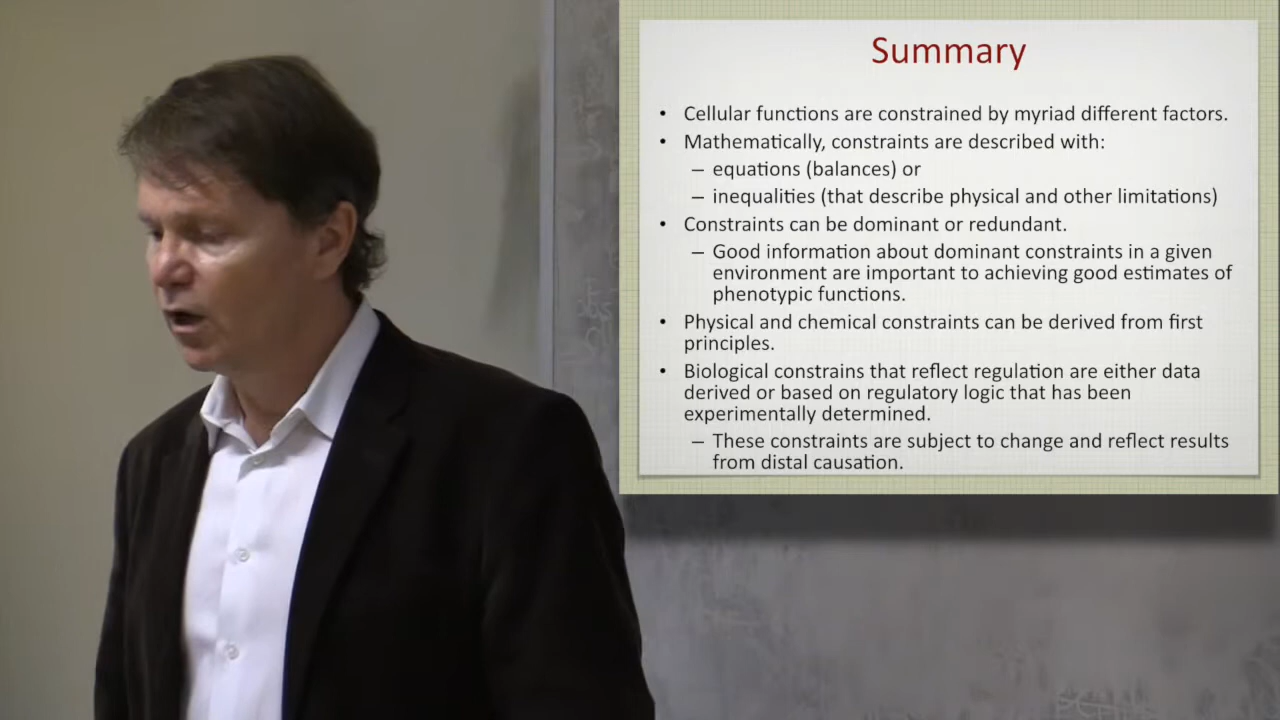 Summary
• Cellular functions are constrained by myriad different factors.
• Mathematically, constraints are described with:
– equations (balances) or
– inequalities (that describe physical and other limitations)
• Constraints can be dominant or redundant.
– Good information about dominant constraints in a given
environment are important to achieving good estimates of
phenotypic functions.
• Physical and chemical constraints can be derived from first
principles.
• Biological constrains that reflect regulation are either data
derived or based on regulatory logic that has been
experimentally determined.
– These constraints are subject to change and reflect results
from distal causation.